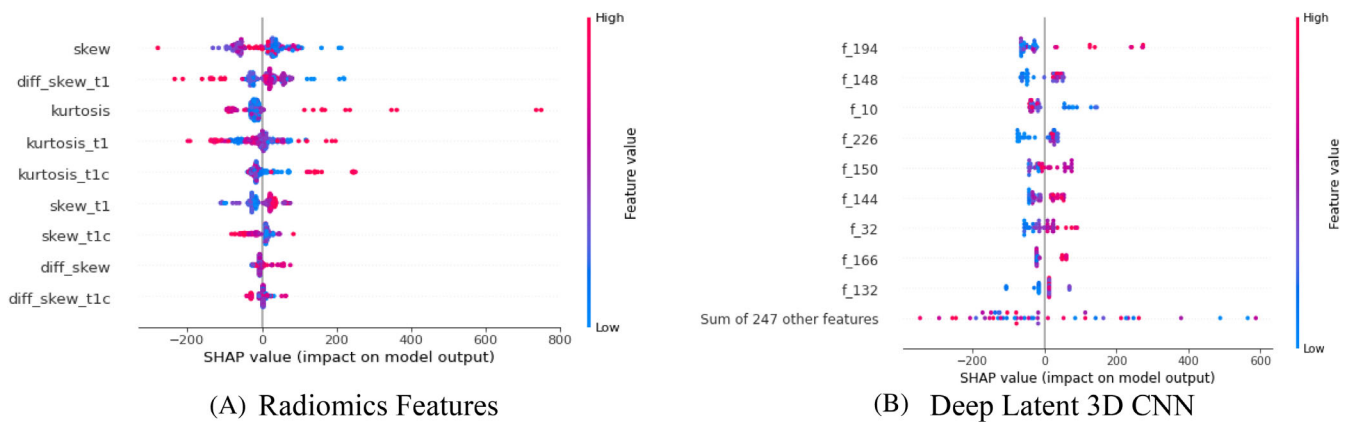 High
skew
diff_skew_t1
kurtosis
kurtosis_t1
kurtosis_t1c
skew_t1
skew_t1c
diff_skew
diff_skew_t1c
Feature value
Low
−200 0 200 400 600 800
SHAP value (impact on model output)
(A) Radiomics Features
High
f_194
f_148
f_10
f_226
f_150
f_144
f_32
f_166
f_132
Sum of 247 other features
Feature value
Low
−200 0 200 400 600
SHAP value (impact on model output)
(B) Deep Latent 3D CNN